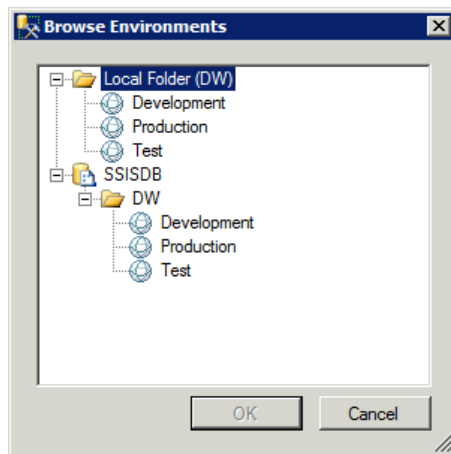 Browse Environments
Local Folder (DW)
Development
Production
Test
SSISDB
DW
Development
Production
Test
OK
Cancel